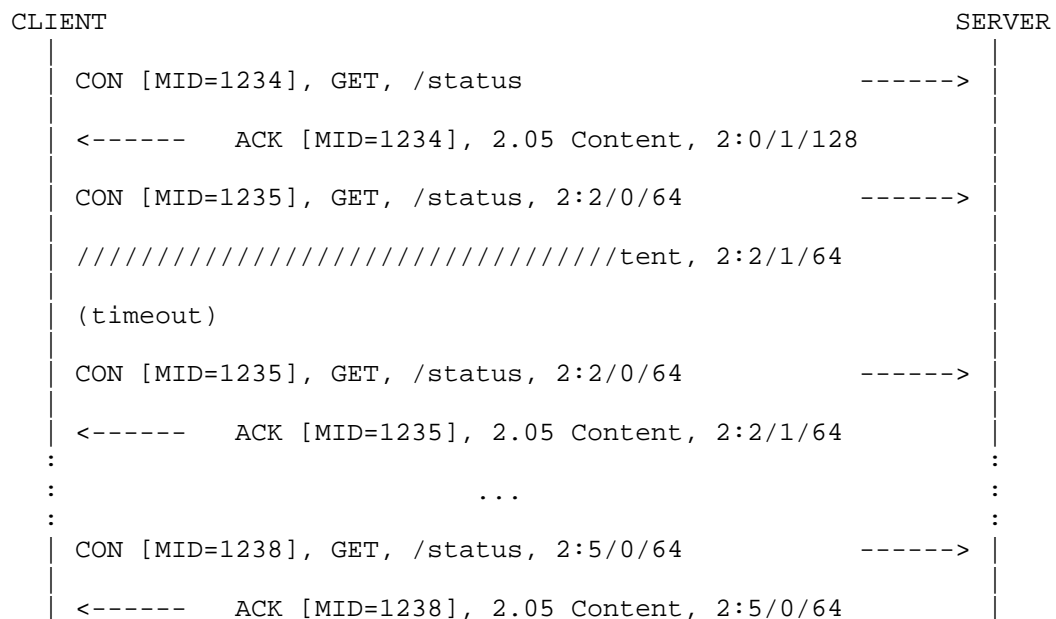 CLIENT                                                     SERVER
CON [MID=1234], GET, /status                     ------>
<------   ACK [MID=1234], 2.05 Content, 2:0/1/128
CON [MID=1235], GET, /status, 2:2/0/64           ------>
//////////////////////////////////tent, 2:2/1/64
(timeout)
CON [MID=1235], GET, /status, 2:2/0/64           ------>
<------   ACK [MID=1235], 2.05 Content, 2:2/1/64
...
CON [MID=1238], GET, /status, 2:5/0/64           ------>
<------   ACK [MID=1238], 2.05 Content, 2:5/0/64